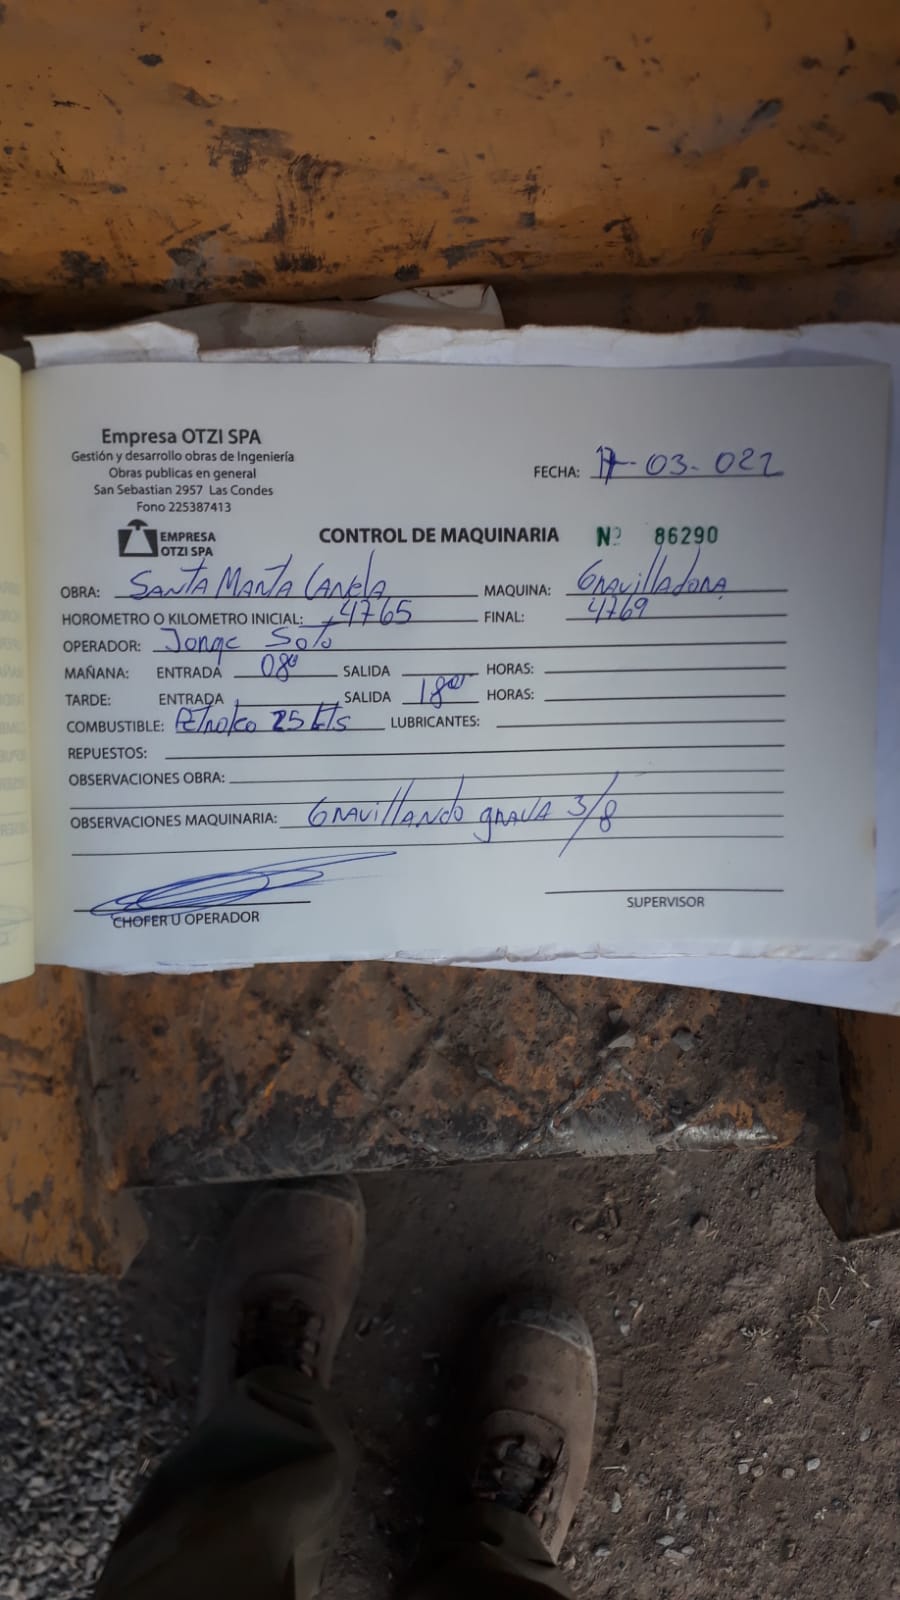 Empresa OTZI SPA
Gestión y desarrollo obras de Ingeniería
Obras publicas en general
San Sebastian 2957 Las Condes
Fono 225387413
FECHA: 17-03-022
EMPRESA
OTZI SPA
CONTROL DE MAQUINARIA Nº 86290
OBRA: Santa Marta Canela MAQUINA: Gravilladora
HOROMETRO O KILOMETRO INICIAL: 4765 FINAL: 4769
OPERADOR: Jorge Soto
MAÑANA: ENTRADA 08⁰⁰ SALIDA HORAS:
TARDE: ENTRADA SALIDA 18⁰⁰ HORAS:
COMBUSTIBLE: Petroleo 25 Lts LUBRICANTES:
REPUESTOS:
OBSERVACIONES OBRA:
OBSERVACIONES MAQUINARIA: Gravillando grava 3/8
CHOFER U OPERADOR
SUPERVISOR